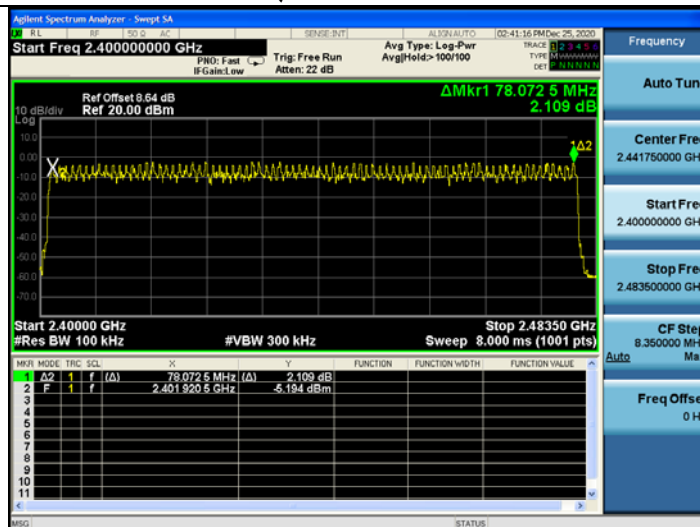 Agilent Spectrum Analyzer - Swept SA
RL RF 50 Ω AC SENSE:INT ALIGN AUTO 02:41:16 PM Dec 25, 2020
Start Freq 2.400000000 GHz
PNO: Fast
IFGain:Low
Trig: Free Run
Atten: 22 dB
Avg Type: Log-Pwr
Avg|Hold:> 100/100
TRACE 1 2 3 4 5 6
TYPE M
DET P N N N N N
ΔMkr1 78.072 5 MHz
2.109 dB
Ref Offset 8.64 dB
Ref 20.00 dBm
10 dB/div
Log
10.0
0.00
-10.0
-20.0
-30.0
-40.0
-50.0
-60.0
-70.0
1Δ2
Start 2.40000 GHz
Stop 2.48350 GHz
#Res BW 100 kHz
#VBW 300 kHz
Sweep 8.000 ms (1001 pts)
MKR MODE TRC SCL X Y FUNCTION FUNCTION WIDTH FUNCTION VALUE
1 Δ2 1 f (Δ) 78.072 5 MHz (Δ) 2.109 dB
2 F 1 f 2.401 920 5 GHz -5.194 dBm
3
4
5
6
7
8
9
10
11
MSG
STATUS
Frequency
Auto Tun
Center Fre
2.441750000 GH
Start Fre
2.400000000 GH
Stop Fre
2.483500000 GH
CF Step
8.350000 MH
Auto Ma
Freq Offse
0 H